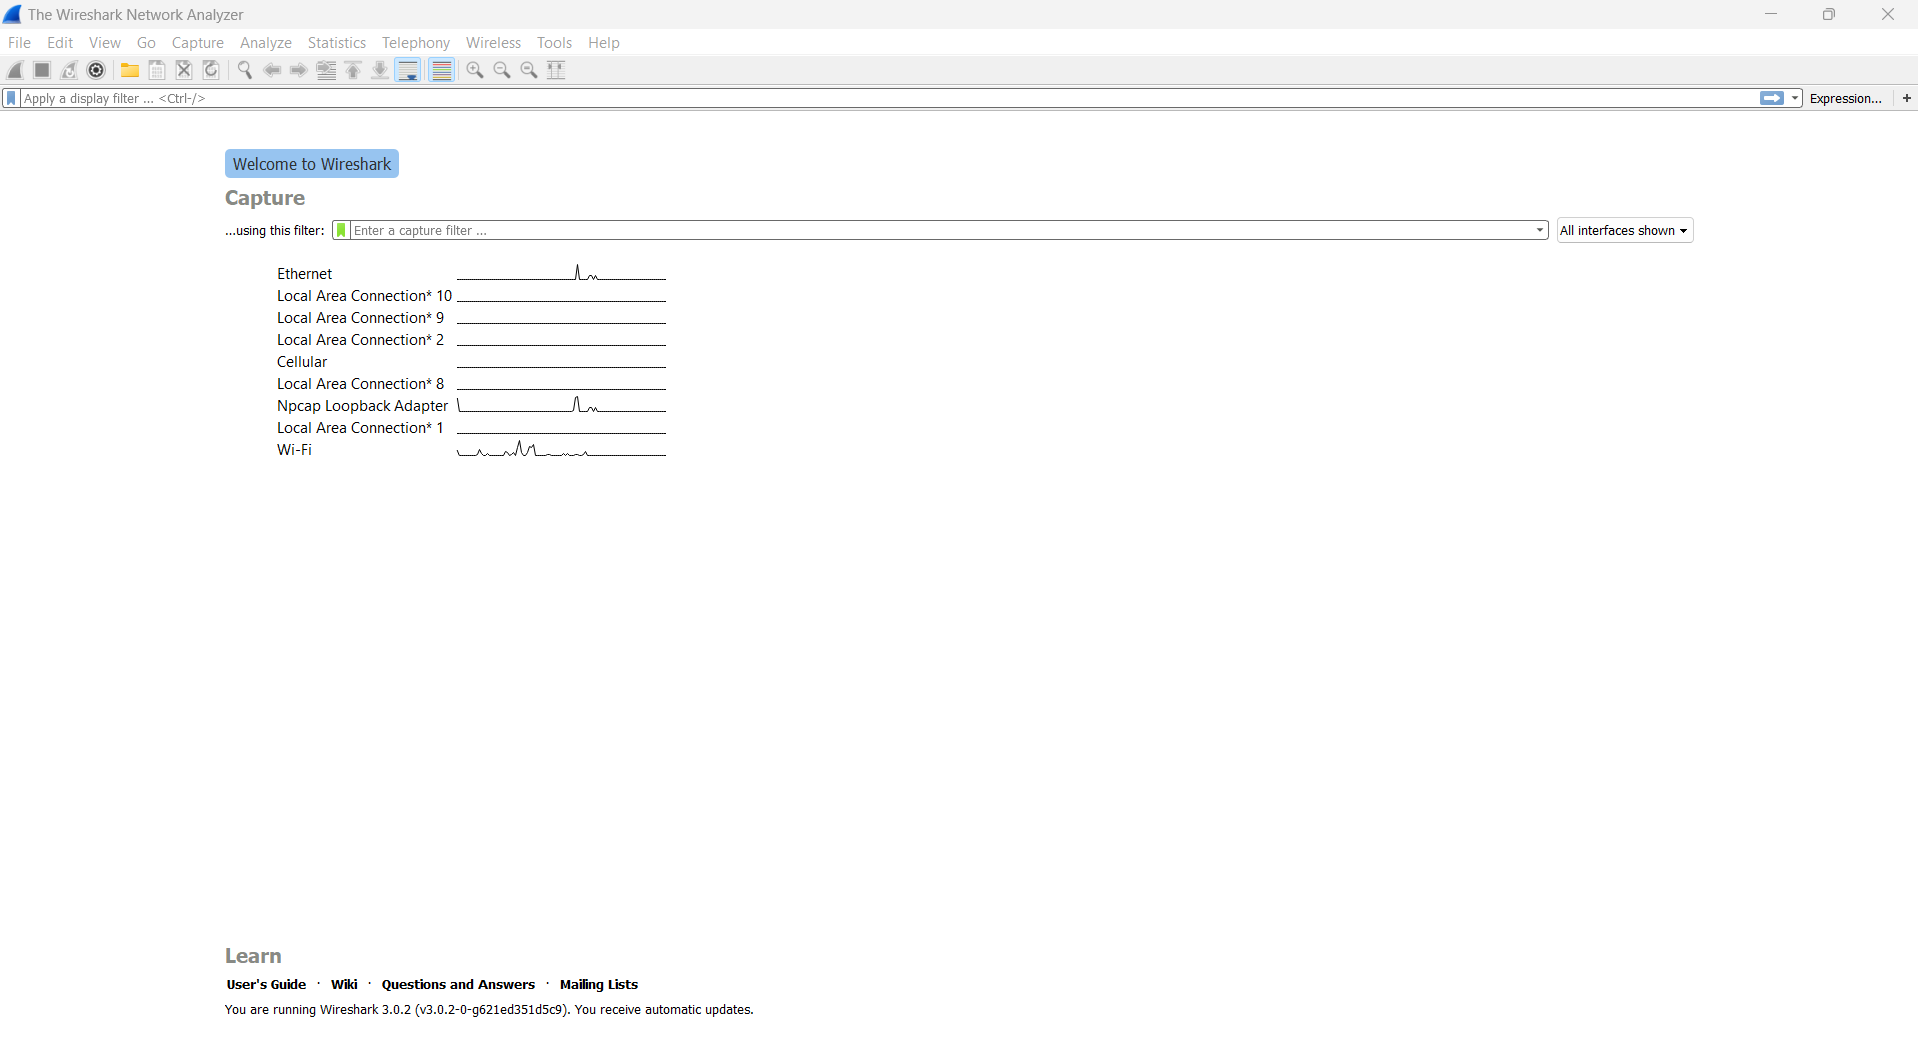 The Wireshark Network Analyzer
File Edit View Go Capture Analyze Statistics Telephony Wireless Tools Help
Apply a display filter ... <Ctrl-/> Expression... +
Welcome to Wireshark
Capture
...using this filter: Enter a capture filter ... All interfaces shown
Ethernet
Local Area Connection* 10
Local Area Connection* 9
Local Area Connection* 2
Cellular
Local Area Connection* 8
Npcap Loopback Adapter
Local Area Connection* 1
Wi-Fi
Learn
User's Guide · Wiki · Questions and Answers · Mailing Lists
You are running Wireshark 3.0.2 (v3.0.2-0-g621ed351d5c9). You receive automatic updates.